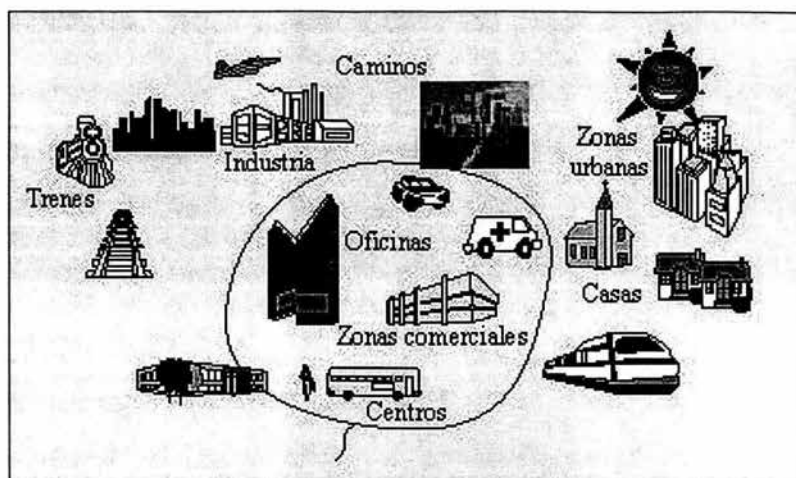 Caminos
Industria
Zonas
urbanas
Trenes
Oficinas
Casas
Zonas comerciales
Centros